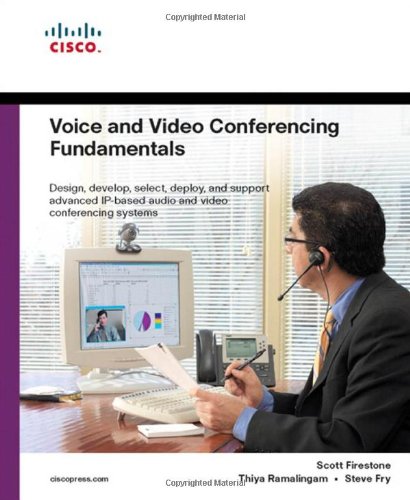 Copyrighted Material
CISCO™
Voice and Video Conferencing
Fundamentals
Design, develop, select, deploy, and support
advanced IP-based audio and video
conferencing systems
Scott Firestone
ciscopress.com
Thiya Ramalingam • Steve Fry
Copyrighted Material